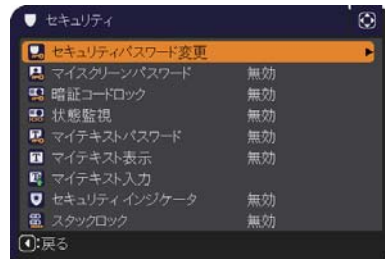 セキュリティ
セキュリティパスワード変更
マイスクリーンパスワード 無効
暗証コードロック 無効
状態監視 無効
マイテキストパスワード 無効
マイテキスト表示 無効
マイテキスト入力
セキュリティ インジケータ 無効
スタックロック 無効
:戻る